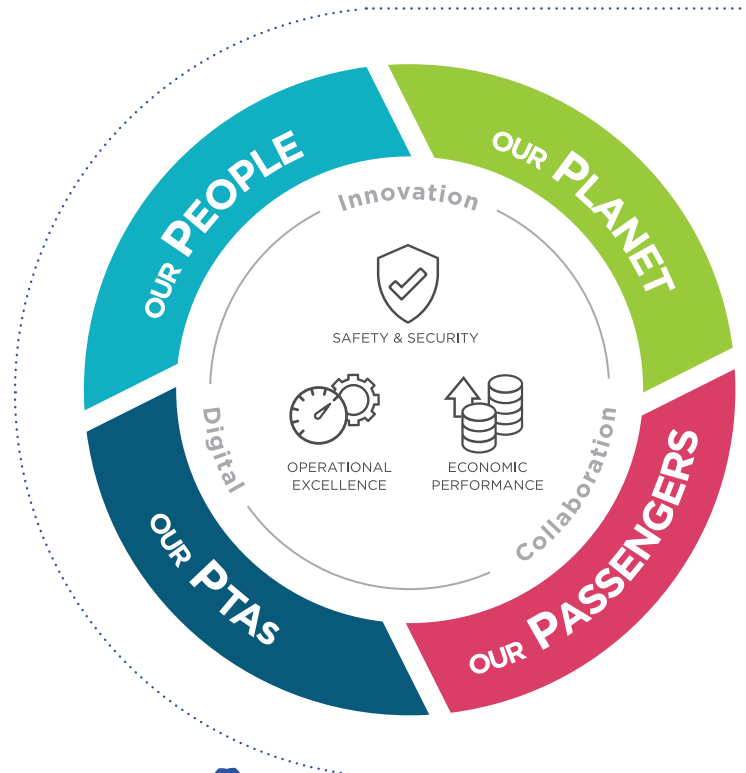 OUR PEOPLE
OUR PLANET
Innovation
SAFETY & SECURITY
Digital
OPERATIONAL
EXCELLENCE
ECONOMIC
PERFORMANCE
Collaboration
OUR PTAs
OUR PASSENGERS